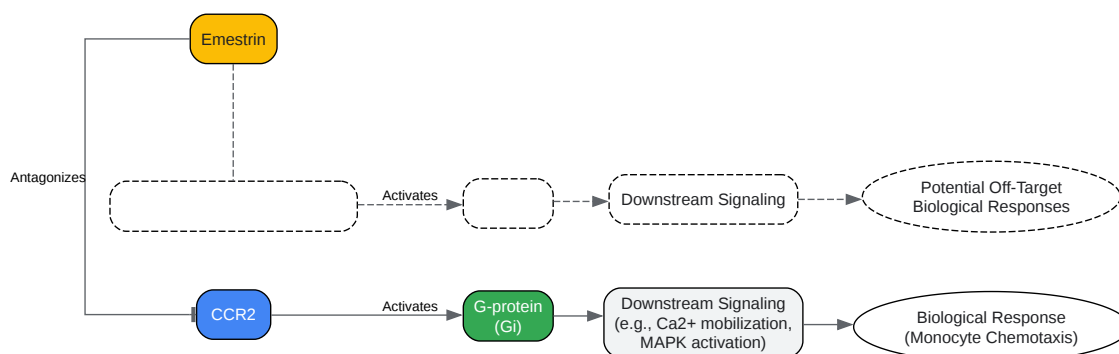 Emestrin
Antagonizes
Activates
Downstream Signaling
Potential Off-Target
Biological Responses
CCR2
Activates
G-protein
(Gi)
Downstream Signaling
(e.g., Ca2+ mobilization,
MAPK activation)
Biological Response
(Monocyte Chemotaxis)